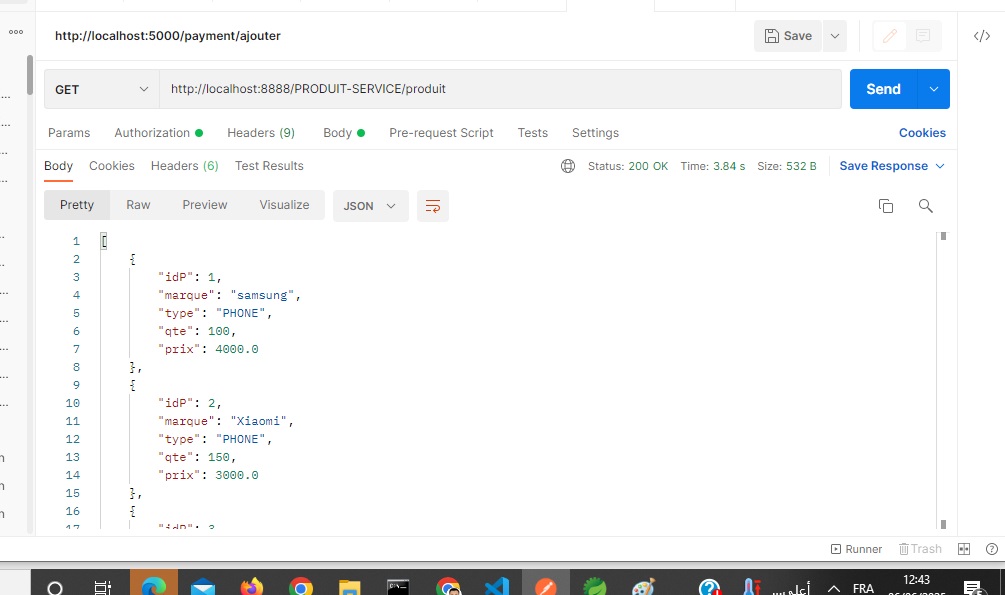 http://localhost:5000/payment/ajouter
Save
GET
http://localhost:8888/PRODUIT-SERVICE/produit
Send
Params Authorization Headers (9) Body Pre-request Script Tests Settings
Cookies
Body Cookies Headers (6) Test Results
Status: 200 OK Time: 3.84 s Size: 532 B
Save Response
Pretty Raw Preview Visualize
JSON
1 [
2 {
3 "idP": 1,
4 "marque": "samsung",
5 "type": "PHONE",
6 "qte": 100,
7 "prix": 4000.0
8 },
9 {
10 "idP": 2,
11 "marque": "Xiaomi",
12 "type": "PHONE",
13 "qte": 150,
14 "prix": 3000.0
15 },
16 {
17 "idP": 3
Runner Trash
FRA
12:43